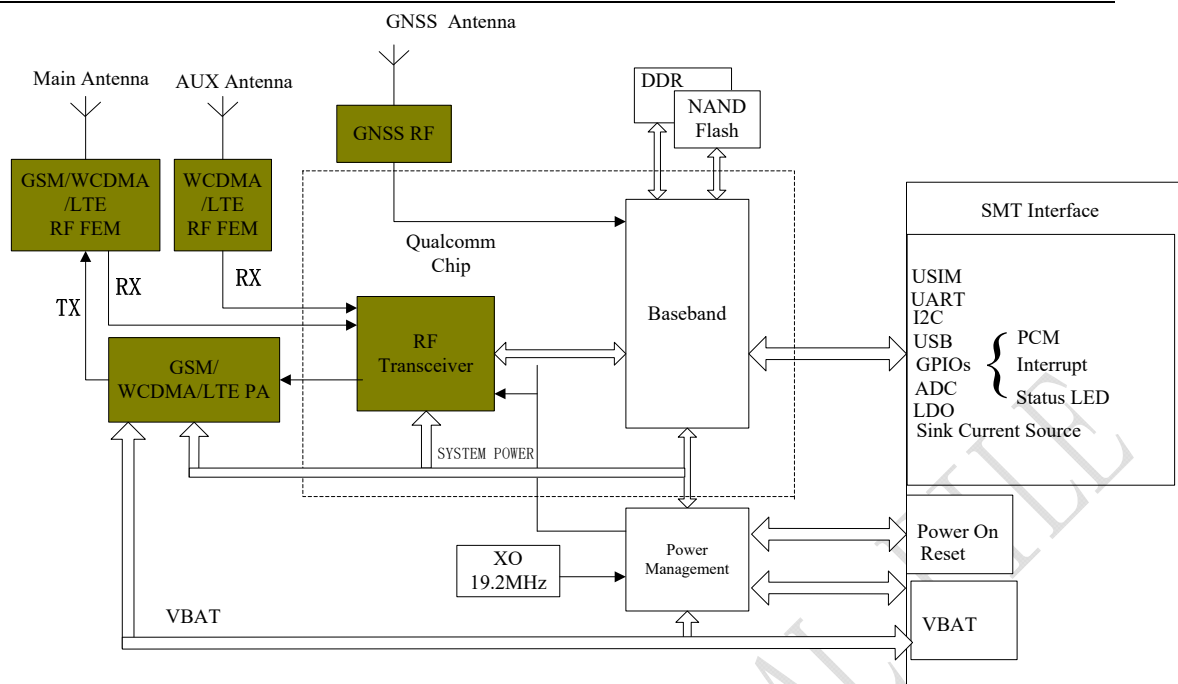 GNSS Antenna
Main Antenna
AUX Antenna
DDR
NAND
Flash
GNSS RF
GSM/WCDMA
/LTE
RF FEM
WCDMA
/LTE
RF FEM
SMT Interface
Qualcomm
Chip
TX
RX
RX
Baseband
RF
Transceiver
GSM/
WCDMA/LTE PA
USIM
UART
I2C
USB
GPIOs
ADC
LDO
Sink Current Source
{
PCM
Interrupt
Status LED
SYSTEM POWER
XO
19.2MHz
Power
Management
Power On
Reset
VBAT
VBAT